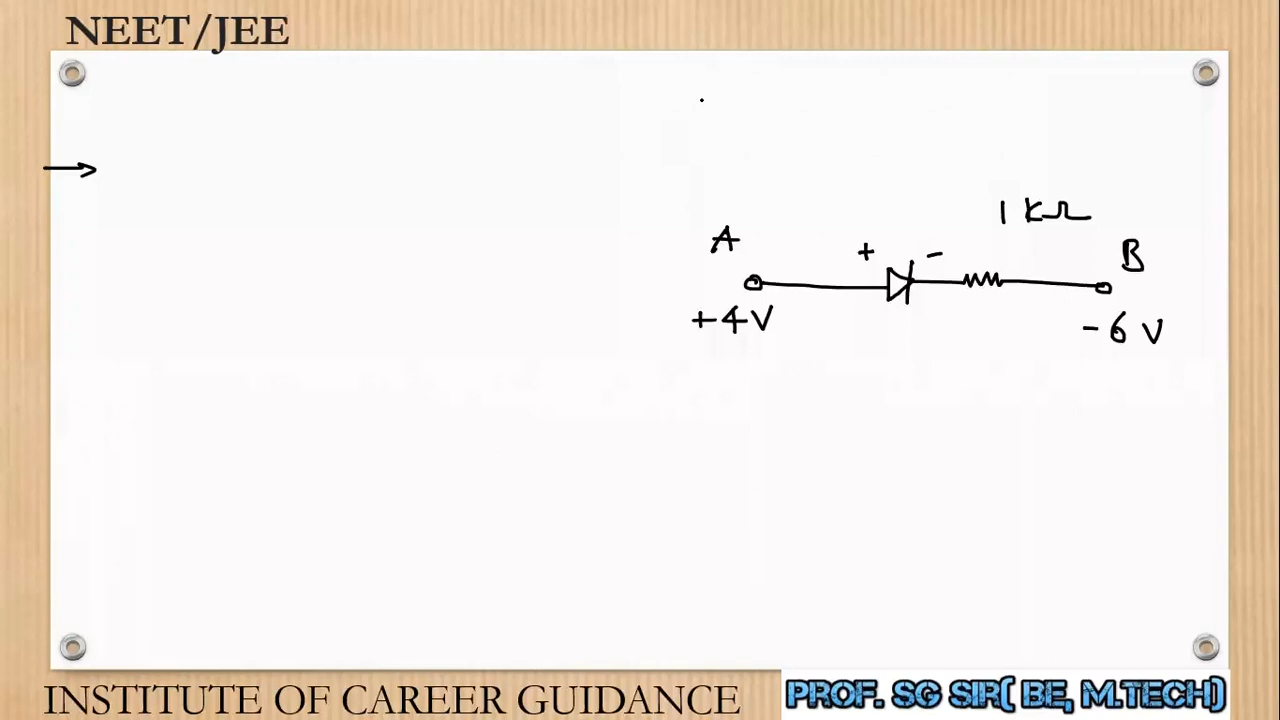 NEET/JEE
1 kΩ
A
+ -
B
+4V
-6 V
INSTITUTE OF CAREER GUIDANCE
PROF. SG SIR( BE, M.TECH)